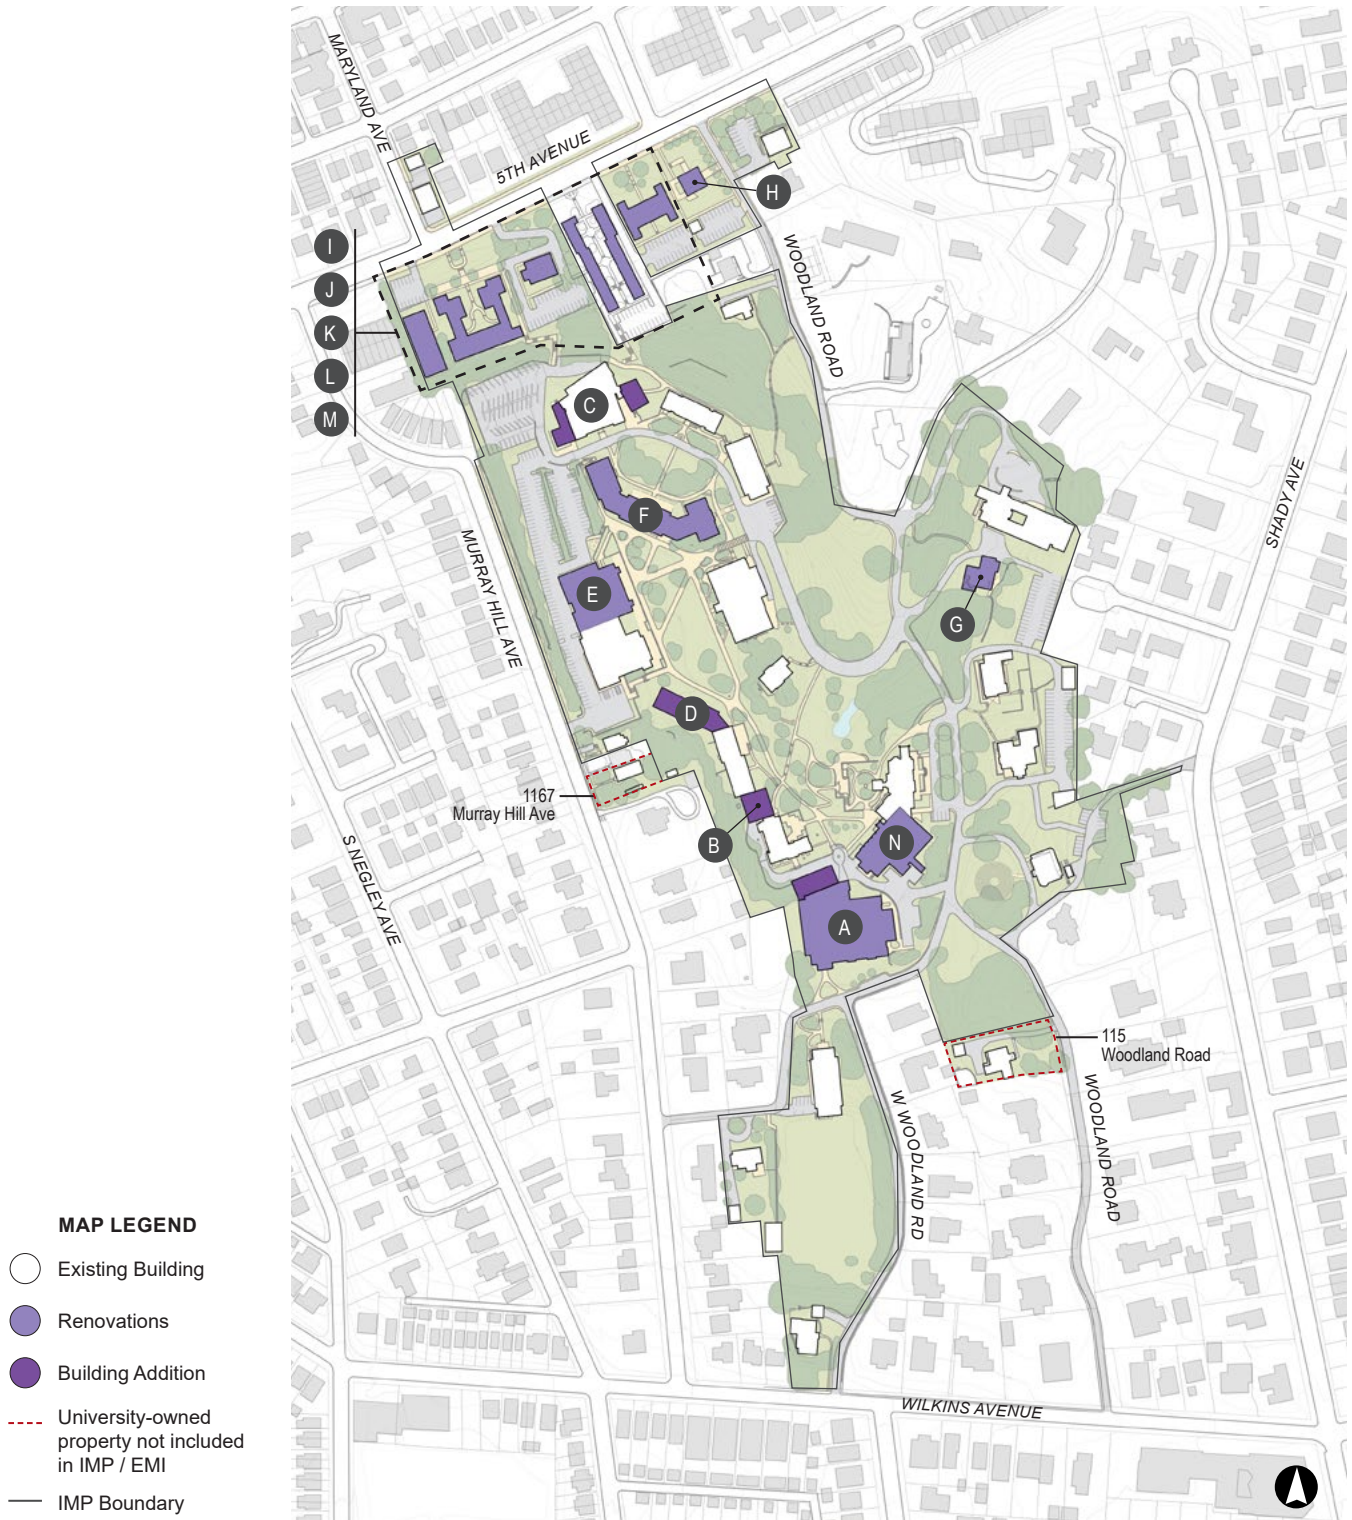 MARYLAND AVE
5TH AVENUE
H
I
J
K
L
M
WOODLAND ROAD
C
F
SHADY AVE
MURRAY HILL AVE
E
G
D
1167
Murray Hill Ave
B
N
S NEGLEY AVE
A
115
Woodland Road
W WOODLAND RD
WOODLAND ROAD
WILKINS AVENUE
MAP LEGEND
Existing Building
Renovations
Building Addition
University-owned
property not included
in IMP / EMI
IMP Boundary